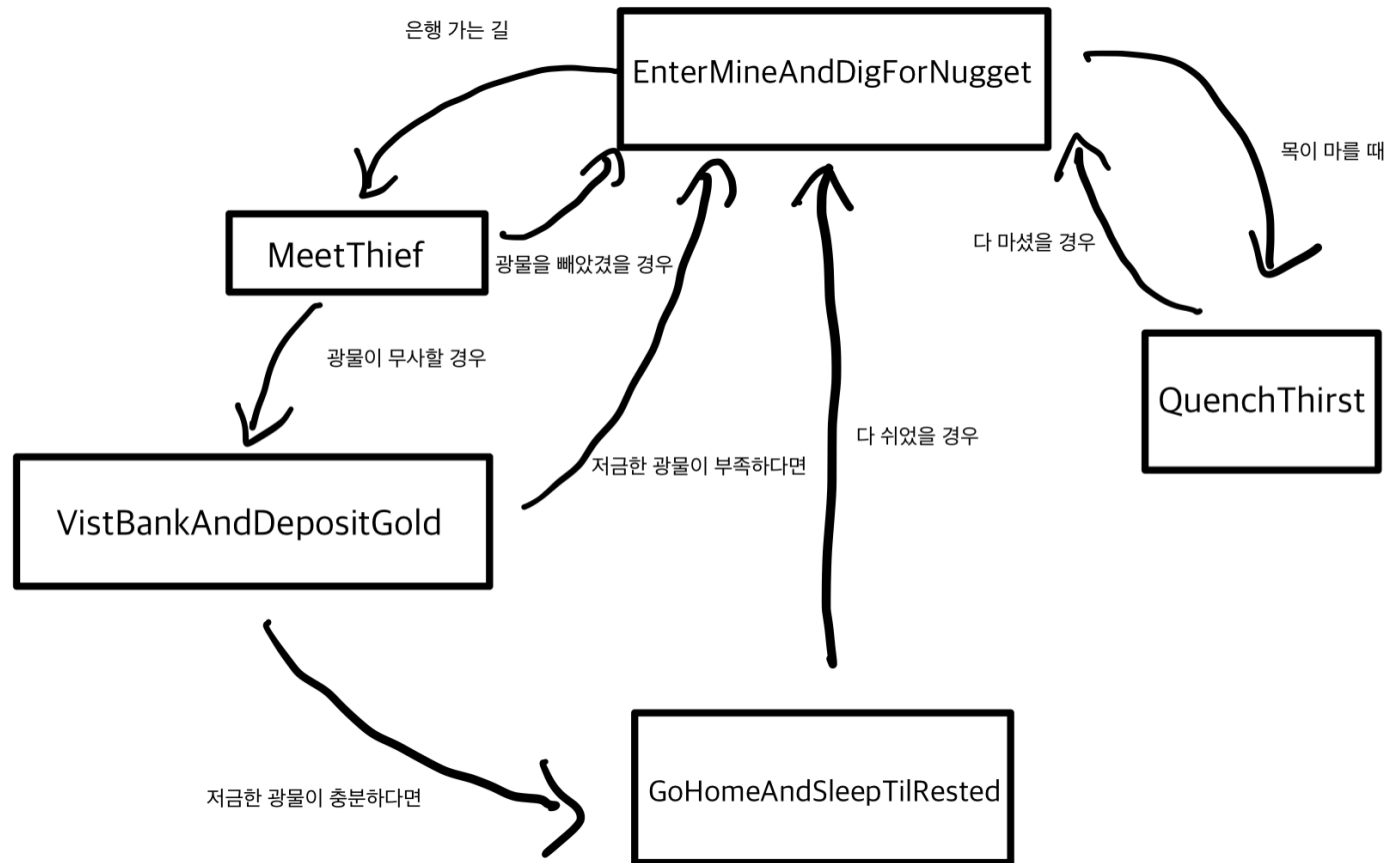 은행 가는 길
EnterMineAndDigForNugget
목이 마를 때
MeetThief
광물을 빼았겼을 경우
다 마셨을 경우
광물이 무사할 경우
QuenchThirst
다 쉬었을 경우
저금한 광물이 부족하다면
VistBankAndDepositGold
저금한 광물이 충분하다면
GoHomeAndSleepTilRested